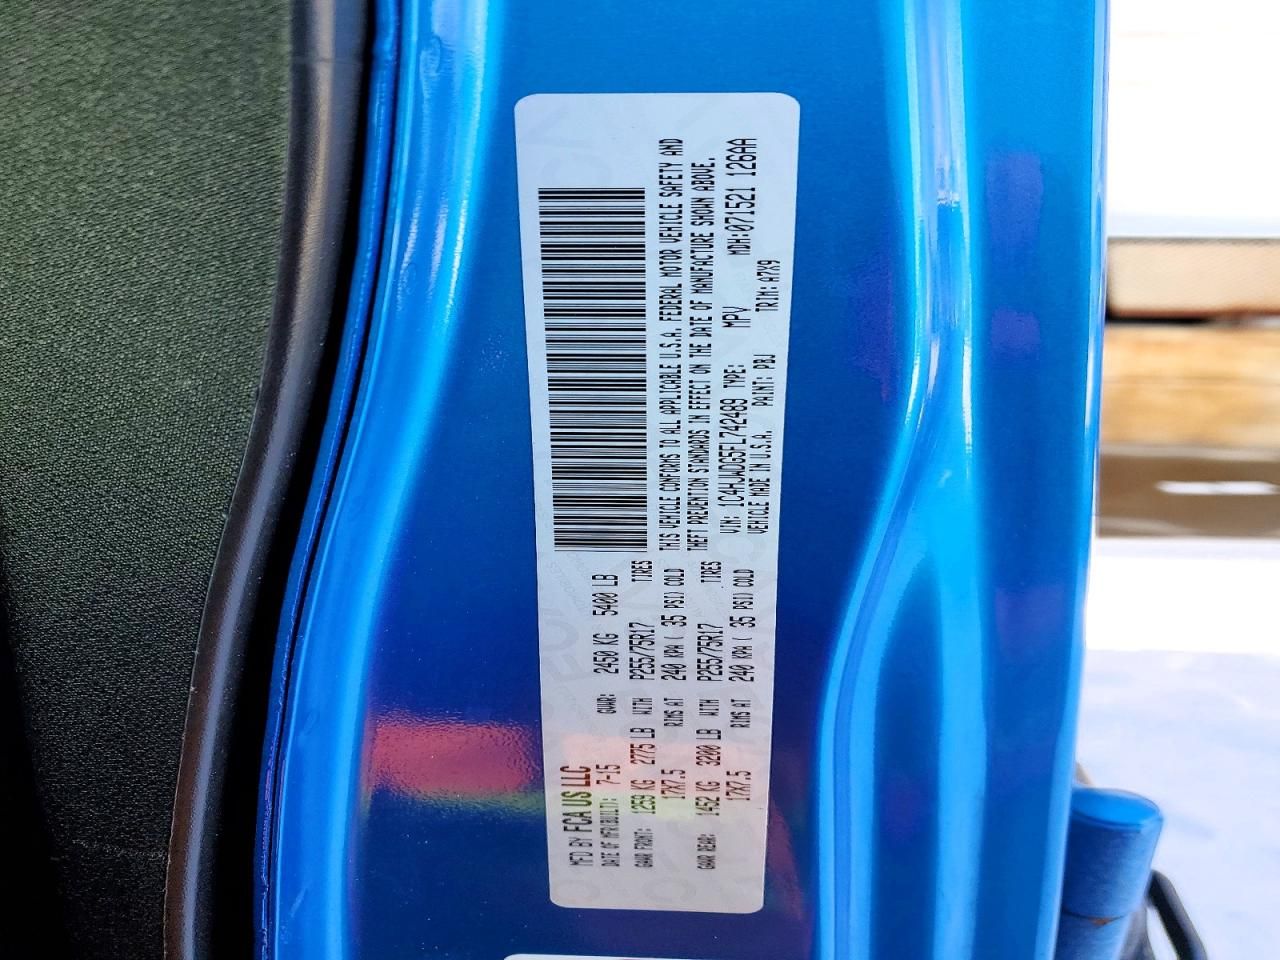 MFD BY FCA US LLC
DATE OF MFR(BUILT): 7-15 GVWR: 2450 KG 5400 LB
GAWR FRONT: 1259 KG 2775 LB WITH P255/75R17 TIRES
17X7.5 RIMS AT 240 KPA( 35 PSI) COLD
GAWR REAR: 1452 KG 3200 LB WITH P255/75R17 TIRES
17X7.5 RIMS AT 240 KPA( 35 PSI) COLD
THIS VEHICLE CONFORMS TO ALL APPLICABLE U.S.A. FEDERAL MOTOR VEHICLE SAFETY AND
THEFT PREVENTION STANDARDS IN EFFECT ON THE DATE OF MANUFACTURE SHOWN ABOVE.
VIN: 1C4HJWDG5FL742489 TYPE: MPV MDH:071521 126AA
VEHICLE MADE IN U.S.A. PAINT: PBJ TRIM: A7X9